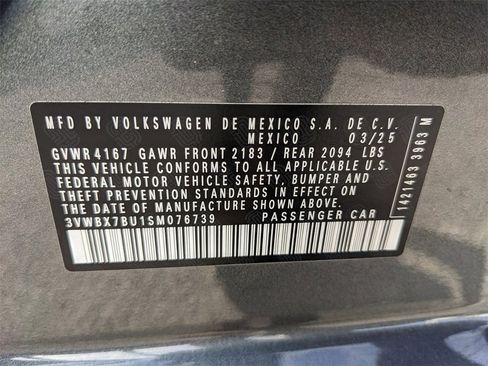 MFD BY VOLKSWAGEN DE MEXICO S.A. DE C.V.
MEXICO 03/25
GVWR 4167 GAWR FRONT 2183 / REAR 2094 LBS
THIS VEHICLE CONFORMS TO ALL APPLICABLE U.S.
FEDERAL MOTOR VEHICLE SAFETY, BUMPER AND
THEFT PREVENTION STANDARDS IN EFFECT ON
THE DATE OF MANUFACTURE SHOWN ABOVE.
3VWBX7BU1SM076739 PASSENGER CAR
1421493 3963 M